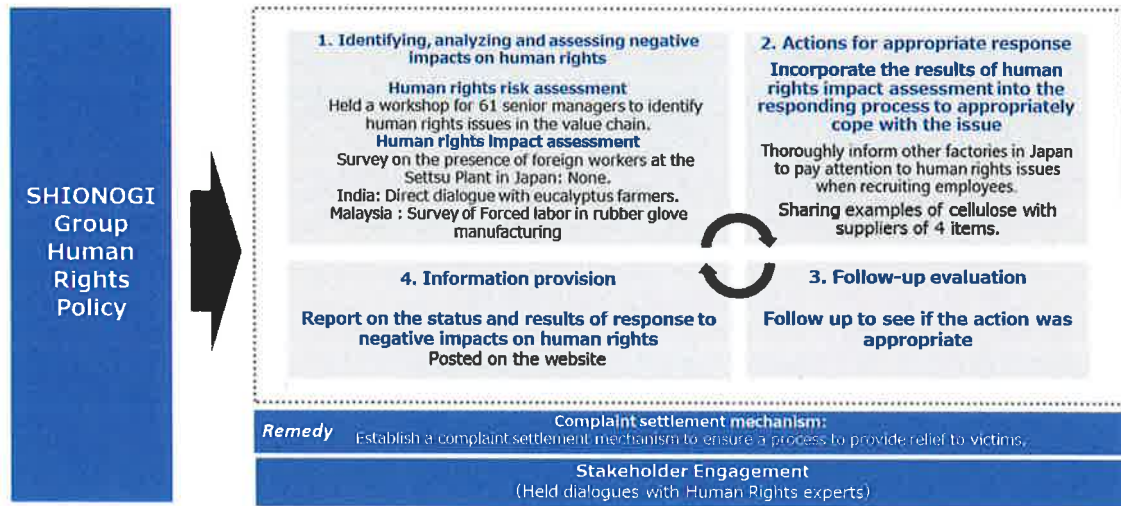 SHIONOGI
Group
Human
Rights
Policy
1. Identifying, analyzing and assessing negative
impacts on human rights
Human rights risk assessment
Held a workshop for 61 senior managers to identify
human rights issues in the value chain.
Human rights impact assessment
Survey on the presence of foreign workers at the
Settsu Plant in Japan: None.
India: Direct dialogue with eucalyptus farmers.
Malaysia : Survey of Forced labor in rubber glove
manufacturing
2. Actions for appropriate response
Incorporate the results of human
rights impact assessment into the
responding process to appropriately
cope with the issue
Thoroughly inform other factories in Japan
to pay attention to human rights issues
when recruiting employees.
Sharing examples of cellulose with
suppliers of 4 items.
4. Information provision
Report on the status and results of response to
negative impacts on human rights
Posted on the website
3. Follow-up evaluation
Follow up to see if the action was
appropriate
Remedy
Complaint settlement mechanism:
Establish a complaint settlement mechanism to ensure a process to provide relief to victims.
Stakeholder Engagement
(Held dialogues with Human Rights experts)